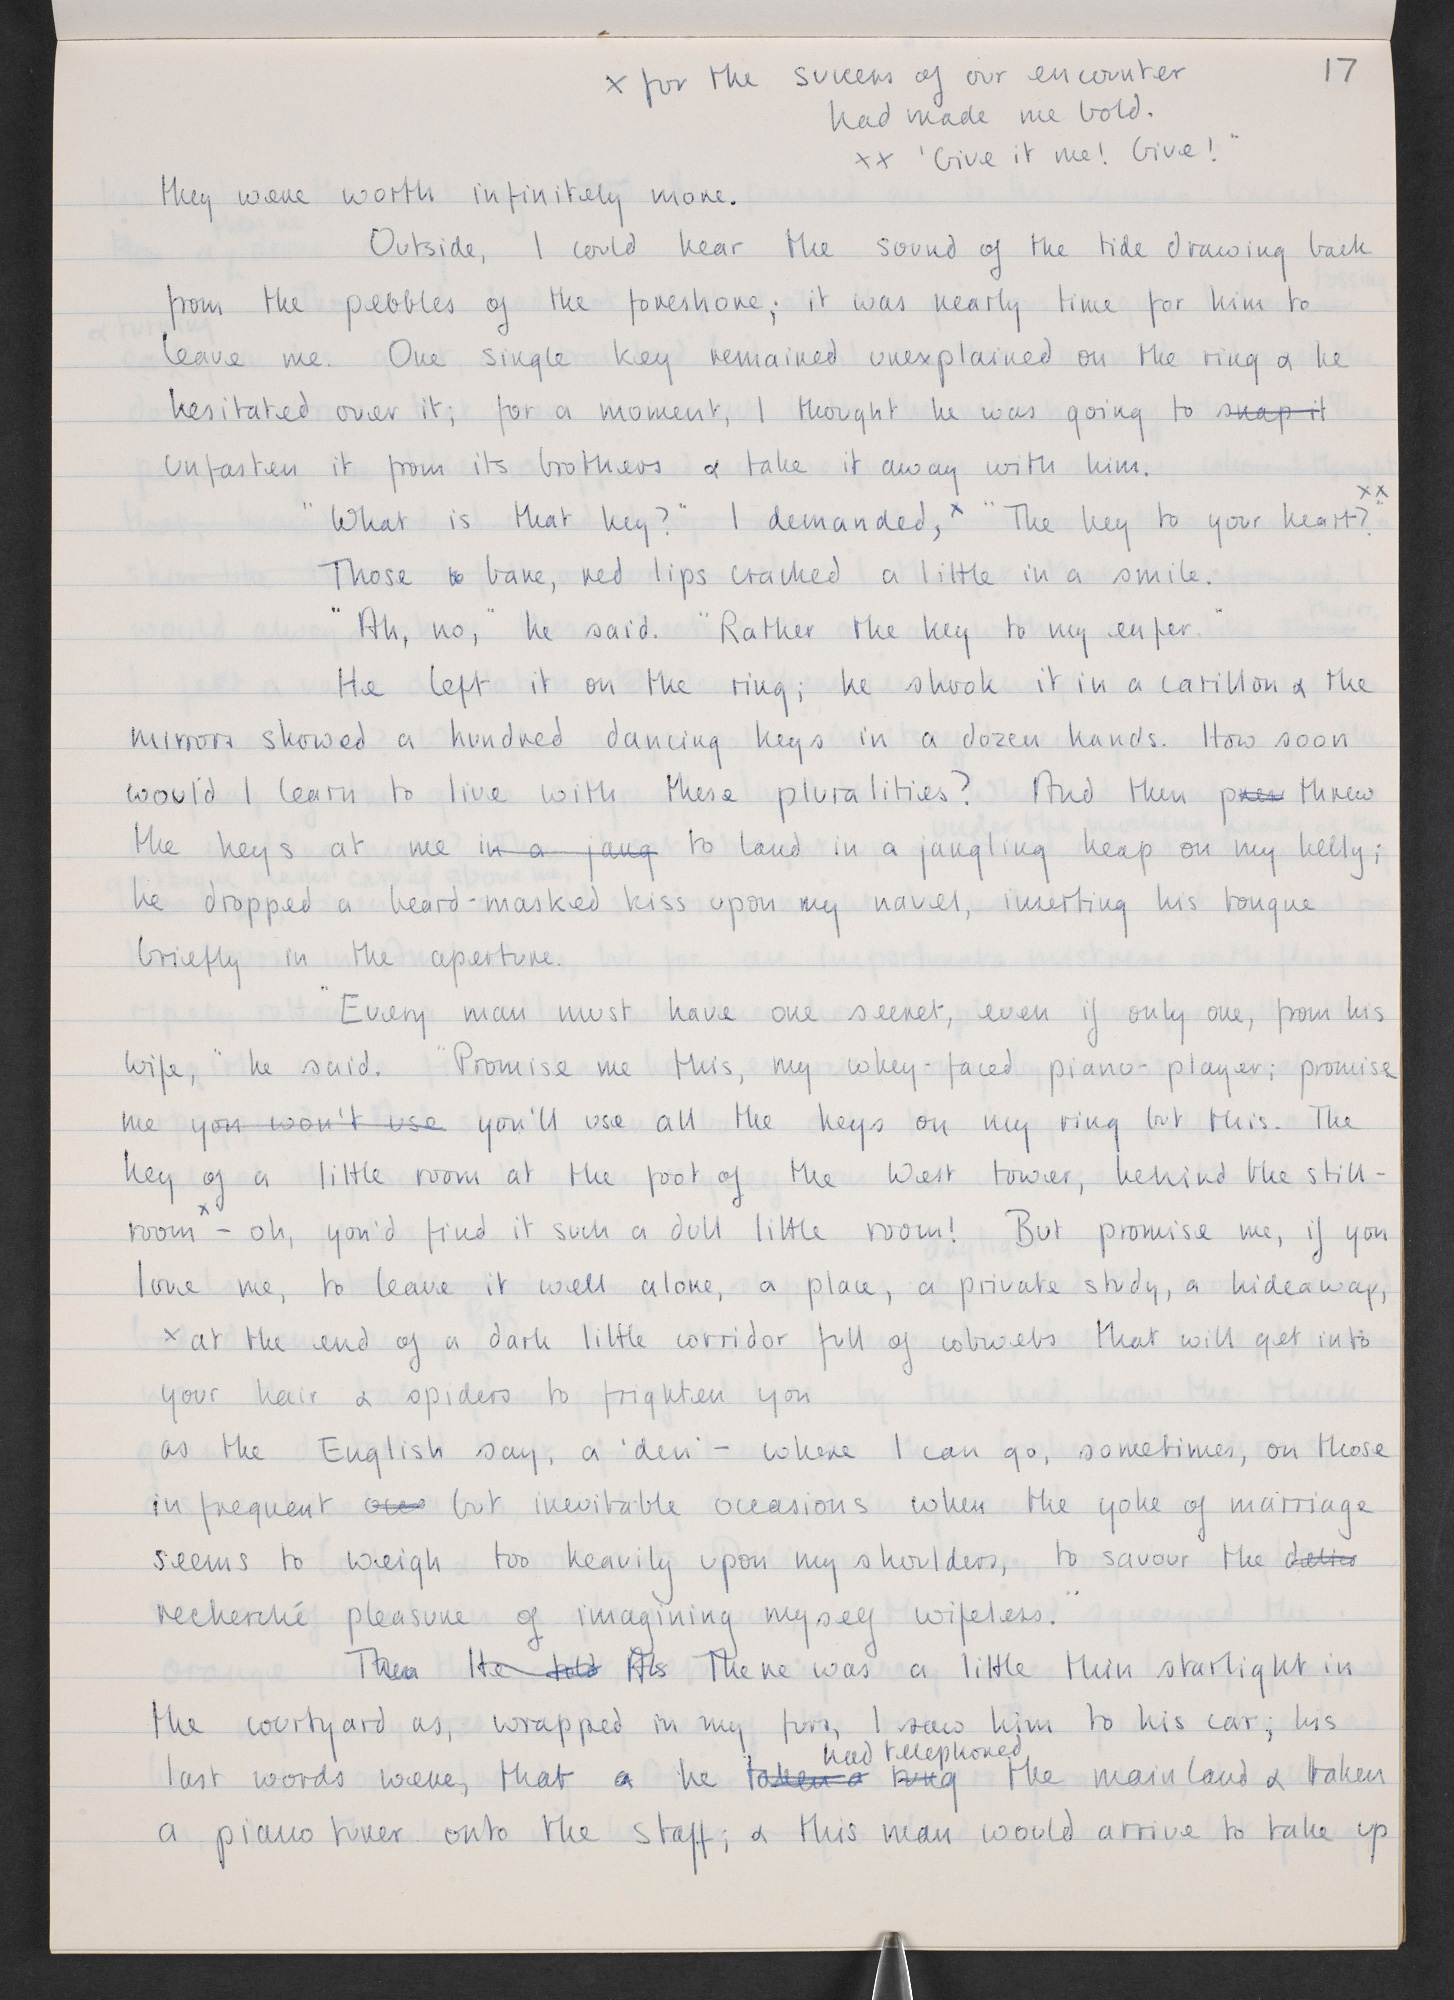 17
x for the success of our encounter
had made me bold.
xx 'Give it me! Give!"
they were worth infinitely more.
Outside, I could hear the sound of the tide drawing back
from the pebbles of the foreshore; it was nearly time for him to
leave me. One single key remained unexplained on the ring & he
hesitated over it; for a moment, I thought he was going to snap it
unfasten it from its brothers & take it away with him.
"What is that key?" I demanded,x "The key to your heart?"xx
Those bare, red lips cracked a little in a smile.
"Ah, no," he said. "Rather the key to my enfer."
He left it on the ring; he shook it in a carillon & the
mirrors showed a hundred dancing keys in a dozen hands. How soon
would I learn to live with these pluralities? And then threw
the keys at me in a jang to land in a jangling heap on my belly;
he dropped a beard-masked kiss upon my navel, inserting his tongue
briefly in the aperture.
"Every man must have one secret, even if only one, from his
wife," he said. "Promise me this, my whey-faced piano-player; promise
me you won't use you'll use all the keys on my ring but this. The
key of a little room at the foot of the West tower, behind the still-
roomx - oh, you'd find it such a dull little room! But promise me, if you
love me, to leave it well alone, a place, a private study, a hideaway,
x at the end of a dark little corridor full of cobwebs that will get into
your hair & spiders to frighten you
as the English say, a 'den' - where I can go, sometimes, on those
infrequent but inevitable occasions when the yoke of marriage
seems to weigh too heavily upon my shoulders, to savour the
recherché pleasure of imagining myself wifeless."
Then He told As There was a little thin starlight in
the courtyard as, wrapped in my furs, I saw him to his car; his
had telephoned
last words were, that a he taken a rung the mainland & taken
a piano tuner onto the staff; & this man would arrive to take up